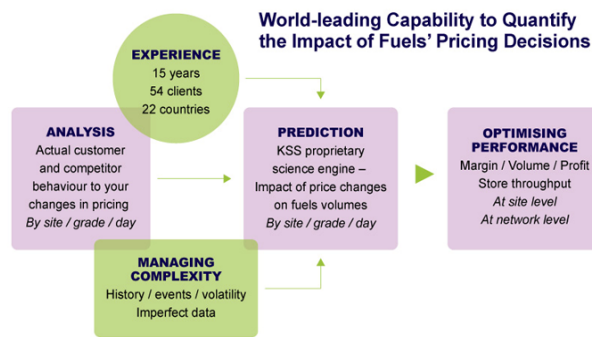 World-leading Capability to Quantify
the Impact of Fuels' Pricing Decisions
EXPERIENCE
15 years
54 clients
22 countries
ANALYSIS
Actual customer
and competitor
behaviour to your
changes in pricing
By site / grade / day
PREDICTION
KSS proprietary
science engine –
Impact of price changes
on fuels volumes
By site / grade / day
OPTIMISING
PERFORMANCE
Margin / Volume / Profit
Store throughput
At site level
At network level
MANAGING
COMPLEXITY
History / events / volatility
Imperfect data